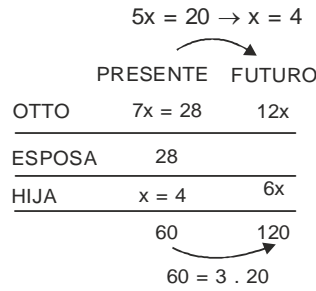 5x = 20 → x = 4
PRESENTE FUTURO
OTTO 7x = 28 12x
ESPOSA 28
HIJA x = 4 6x
60 120
60 = 3 . 20